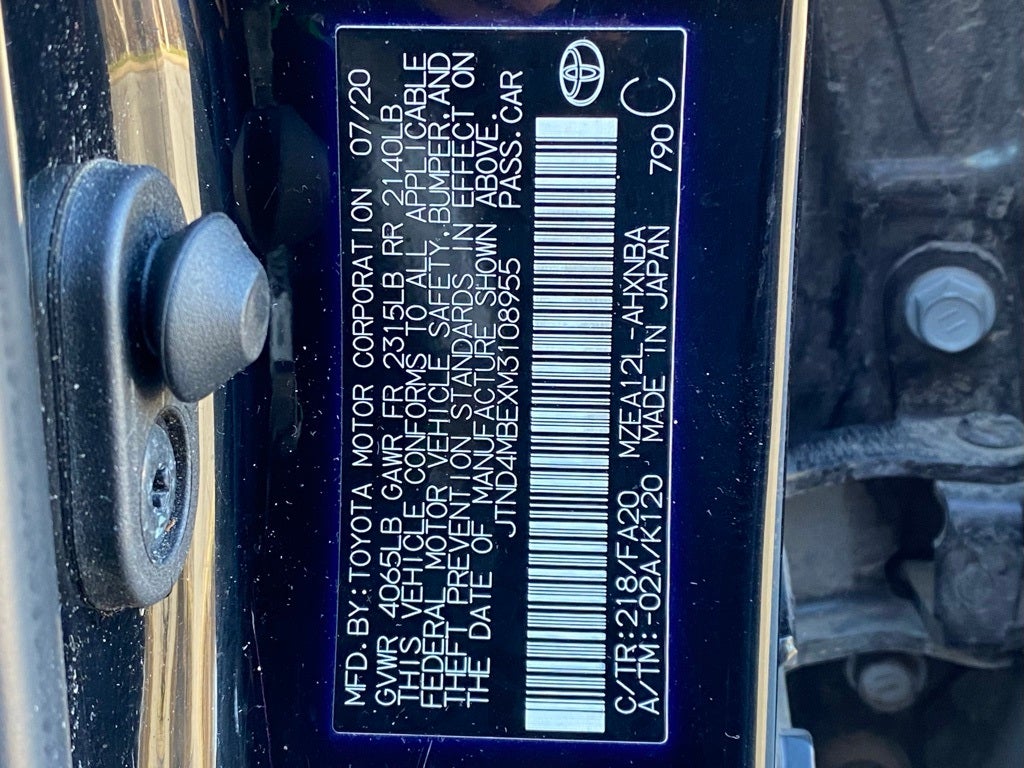 MFD.BY:TOYOTA MOTOR CORPORATION 07/20
GVWR 4065LB GAWR FR 2315LB RR 2140LB
THIS VEHICLE CONFORMS TO ALL APPLICABLE
FEDERAL MOTOR VEHICLE SAFETY,BUMPER,AND
THEFT PREVENTION STANDARDS IN EFFECT ON
THE DATE OF MANUFACTURE SHOWN ABOVE.
JTND4MBEXM3108955 PASS.CAR
C/TR:218/FA20 MZEA12L-AHXNBA
A/TM:-02A/K120 MADE IN JAPAN 790 C